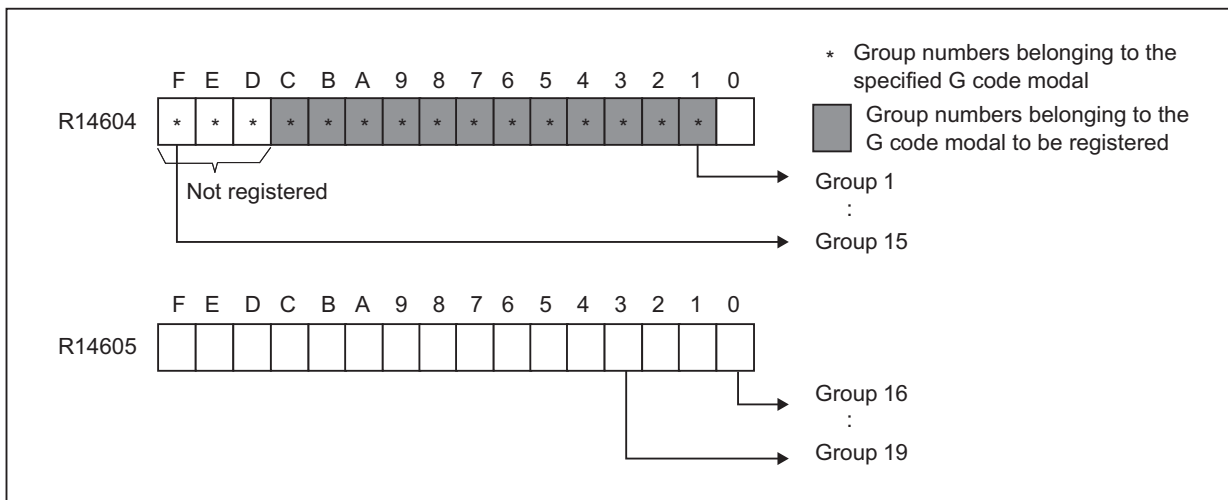 * Group numbers belonging to the
specified G code modal
Group numbers belonging to the
G code modal to be registered
F E D C B A 9 8 7 6 5 4 3 2 1 0
R14604
* * * * * * * * * * * * * * *
Not registered
Group 1
:
Group 15
F E D C B A 9 8 7 6 5 4 3 2 1 0
R14605
Group 16
:
Group 19